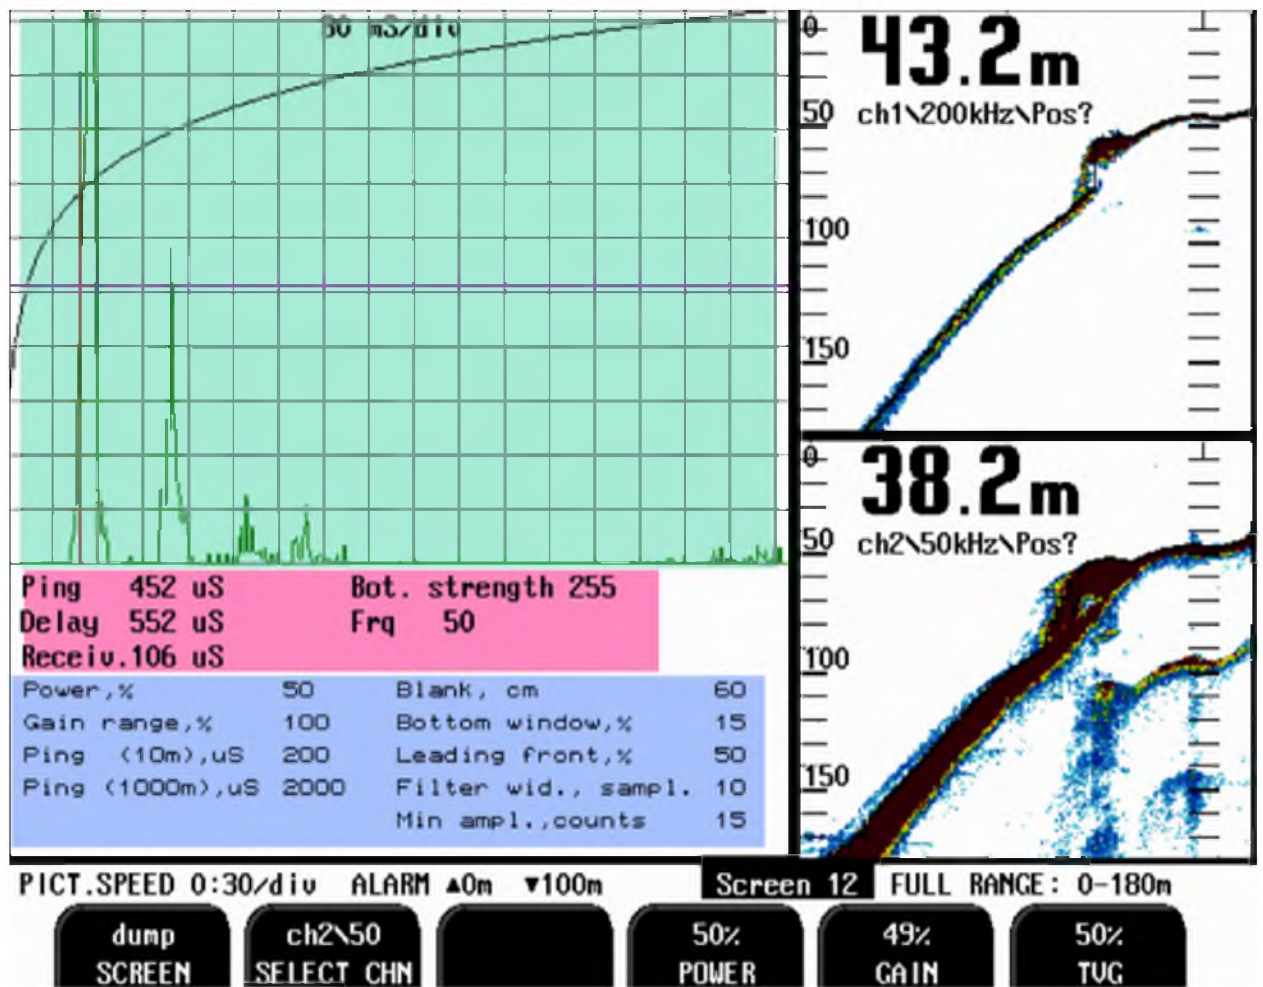 30 mS/div
Ping 452 uS Bot. strength 255
Delay 552 uS Frq 50
Receiv.106 uS
Power,% 50 Blank, cm 60
Gain range,% 100 Bottom window,% 15
Ping (10m),uS 200 Leading front,% 50
Ping (1000m),uS 2000 Filter wid., sampl. 10
Min ampl.,counts 15
0
43.2m
50 ch1\200kHz\Pos?
100
150
0
38.2m
50 ch2\50kHz\Pos?
100
150
PICT.SPEED 0:30/div ALARM ▲0m ▼100m Screen 12 FULL RANGE: 0-180m
dump ch2\50 50% 49% 50%
SCREEN SELECT CHN POWER GAIN TVG